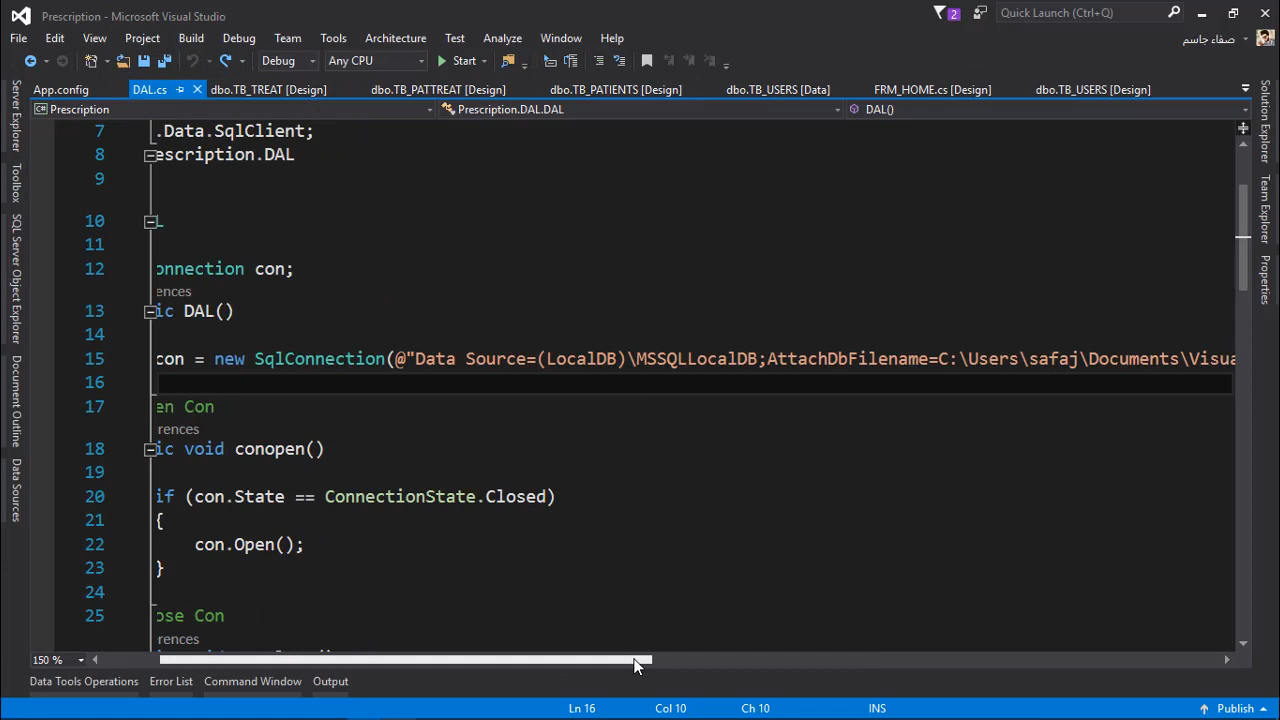 Prescription - Microsoft Visual Studio
2
Quick Launch (Ctrl+Q)
File Edit View Project Build Debug Team Tools Architecture Test Analyze Window Help
صفاء جاسم
Debug Any CPU Start
App.config DAL.cs dbo.TB_TREAT [Design] dbo.TB_PATTREAT [Design] dbo.TB_PATIENTS [Design] dbo.TB_USERS [Data] FRM_HOME.cs [Design] dbo.TB_USERS [Design]
Prescription Prescription.DAL.DAL DAL()
7 .Data.SqlClient;
8 escription.DAL
9
10 L
11
12 onnection con;
ences
13 ic DAL()
14
15 con = new SqlConnection(@"Data Source=(LocalDB)\MSSQLLocalDB;AttachDbFilename=C:\Users\safaj\Documents\Visua
16
17 en Con
rences
18 ic void conopen()
19
20 if (con.State == ConnectionState.Closed)
21 {
22 con.Open();
23 }
24
25 ose Con
rences
150 %
Data Tools Operations Error List Command Window Output
Ln 16 Col 10 Ch 10 INS Publish
Server Explorer
Toolbox
SQL Server Object Explorer
Document Outline
Data Sources
Solution Explorer
Team Explorer
Properties